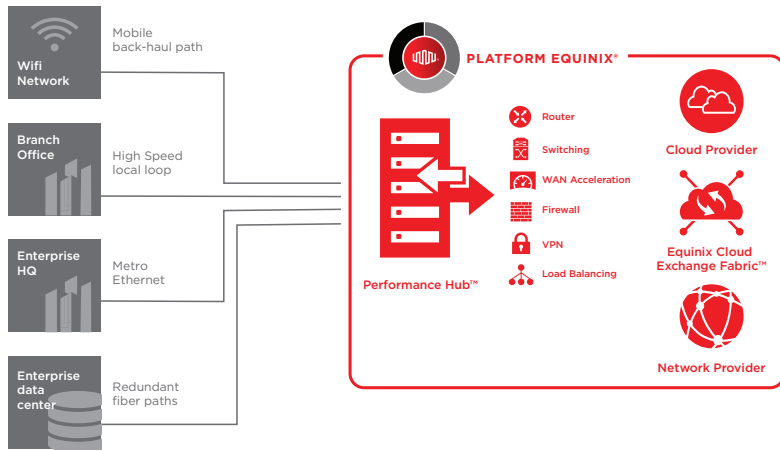 Wifi
Network
Mobile
back-haul path
Branch
Office
High Speed
local loop
Enterprise
HQ
Metro
Ethernet
Enterprise
data
center
Redundant
fiber paths
PLATFORM EQUINIX®
Performance Hub™
Router
Switching
WAN Acceleration
Firewall
VPN
Load Balancing
Cloud Provider
Equinix Cloud
Exchange Fabric™
Network Provider